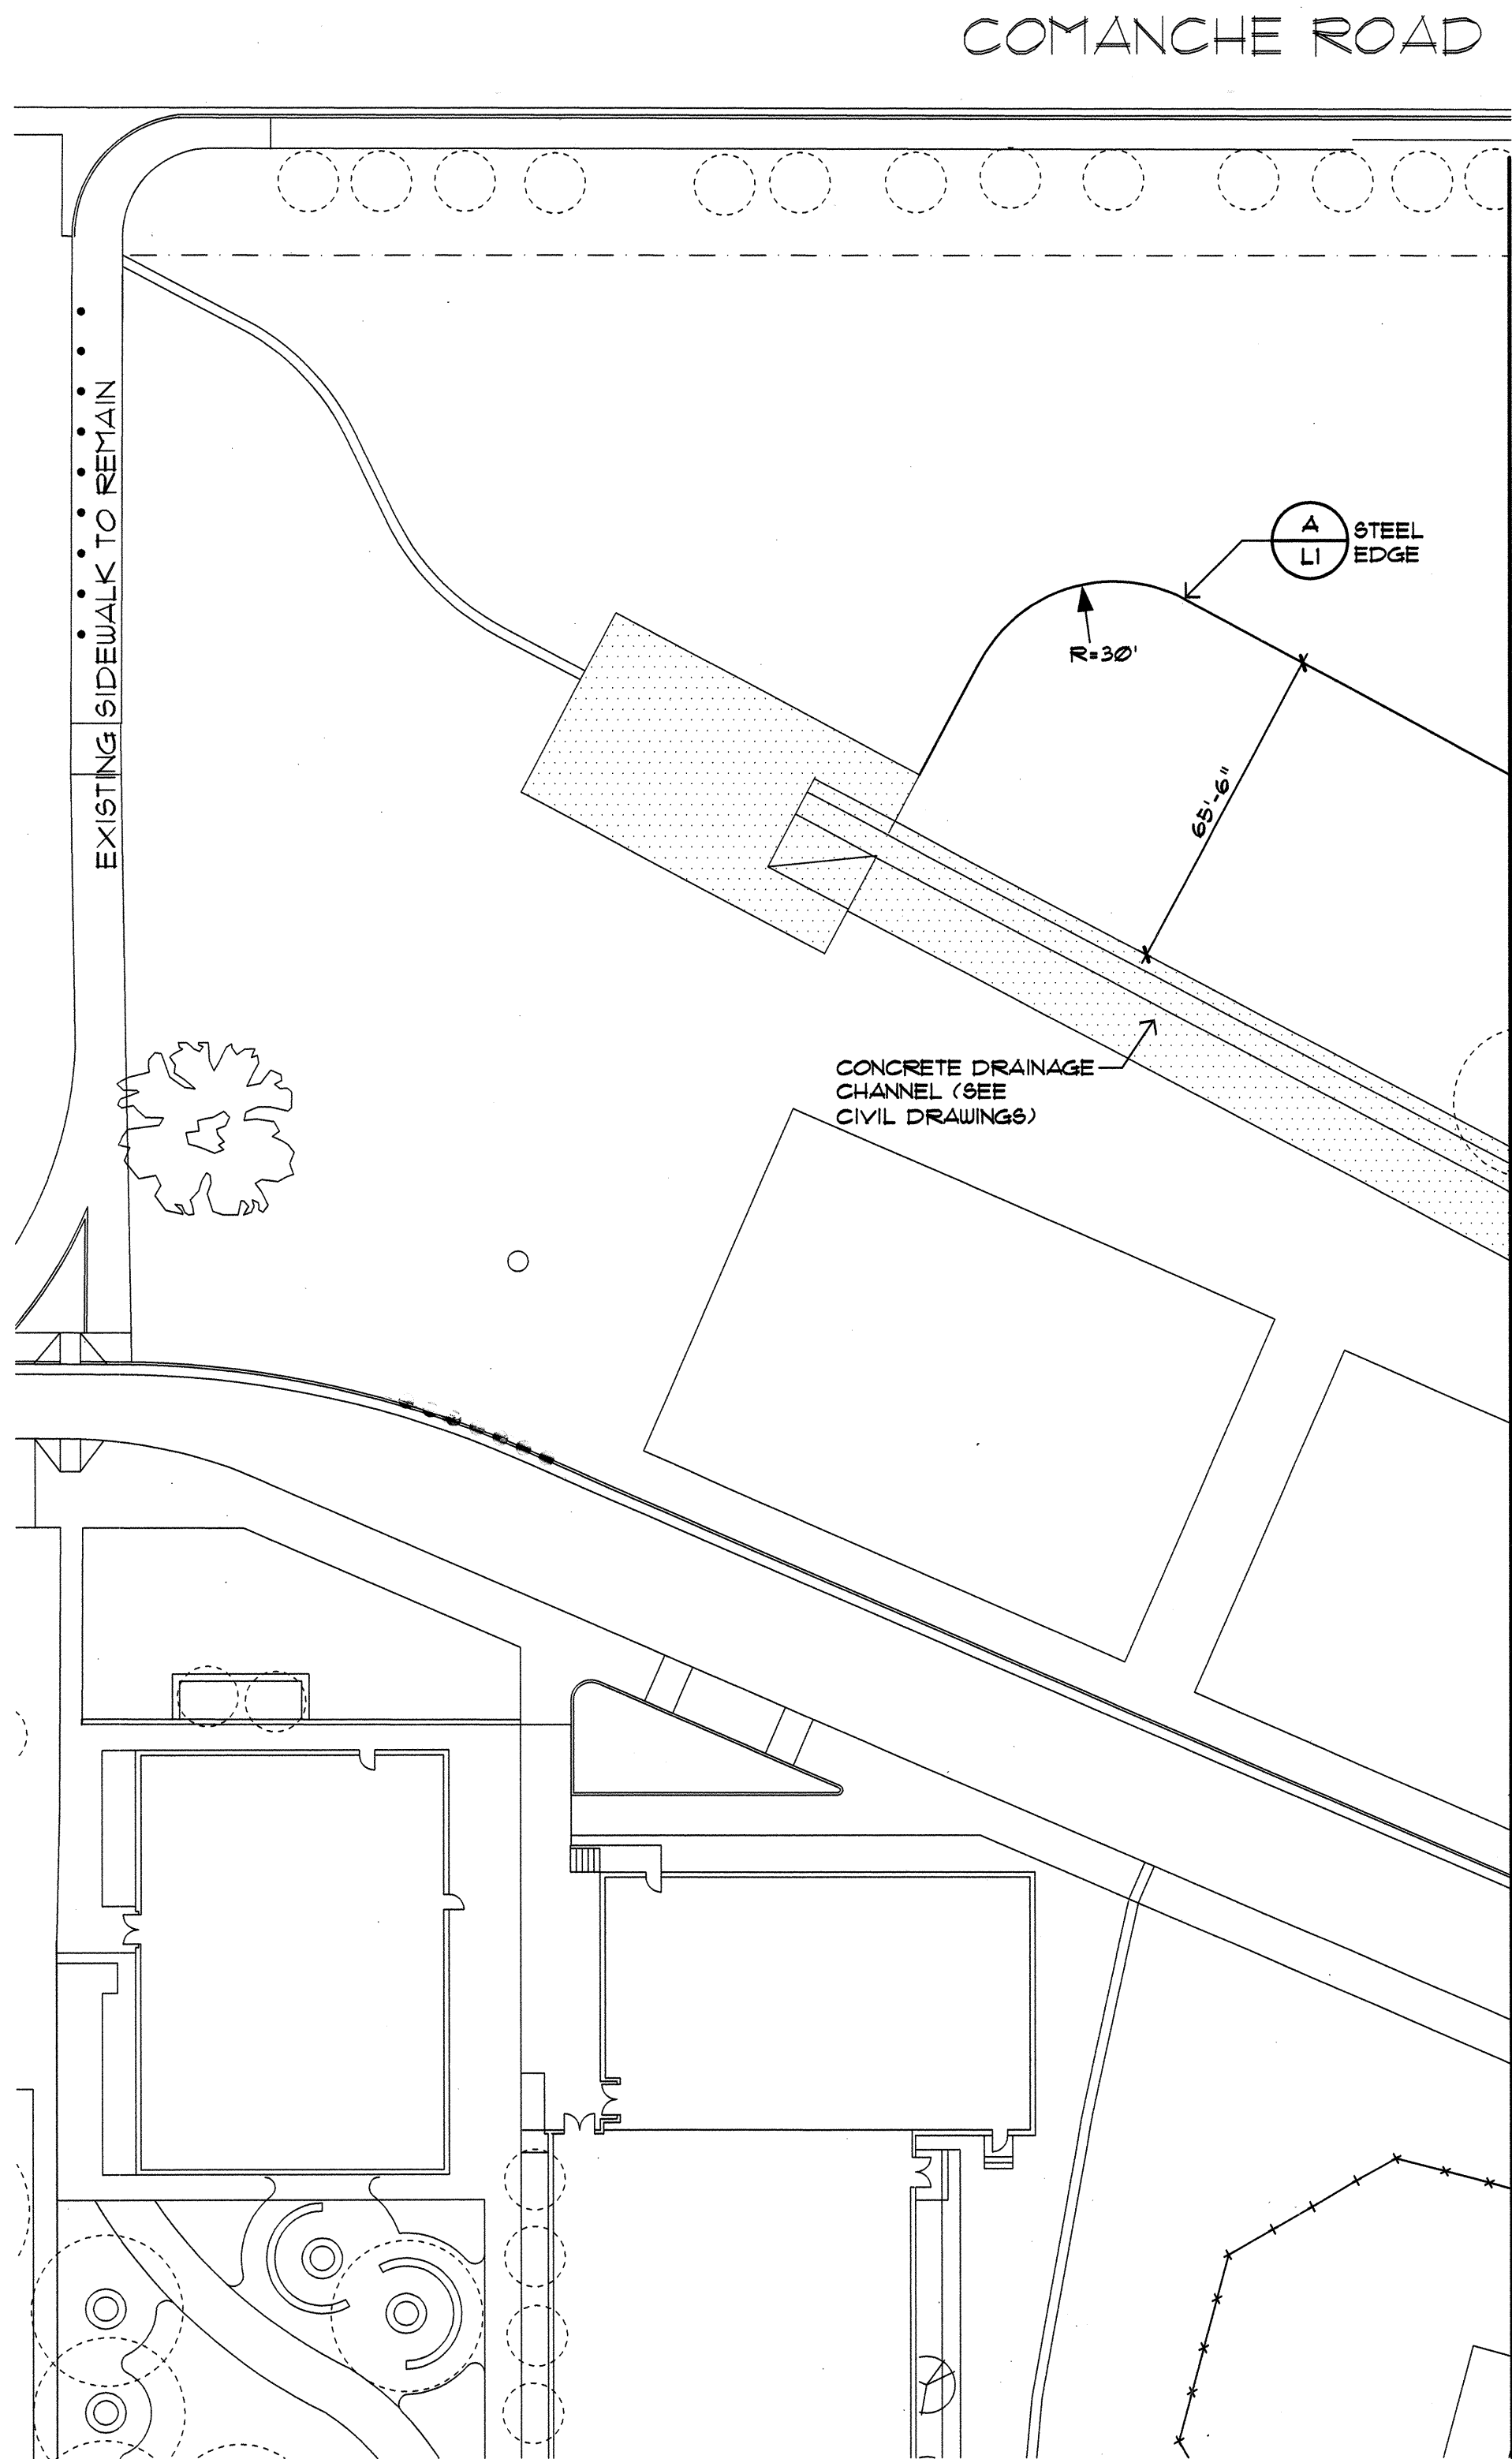 COMANCHE ROAD
EXISTING SIDEWALK TO REMAIN
A
L1
STEEL
EDGE
R=30'
65'-6"
CONCRETE DRAINAGE
CHANNEL (SEE
CIVIL DRAWINGS)